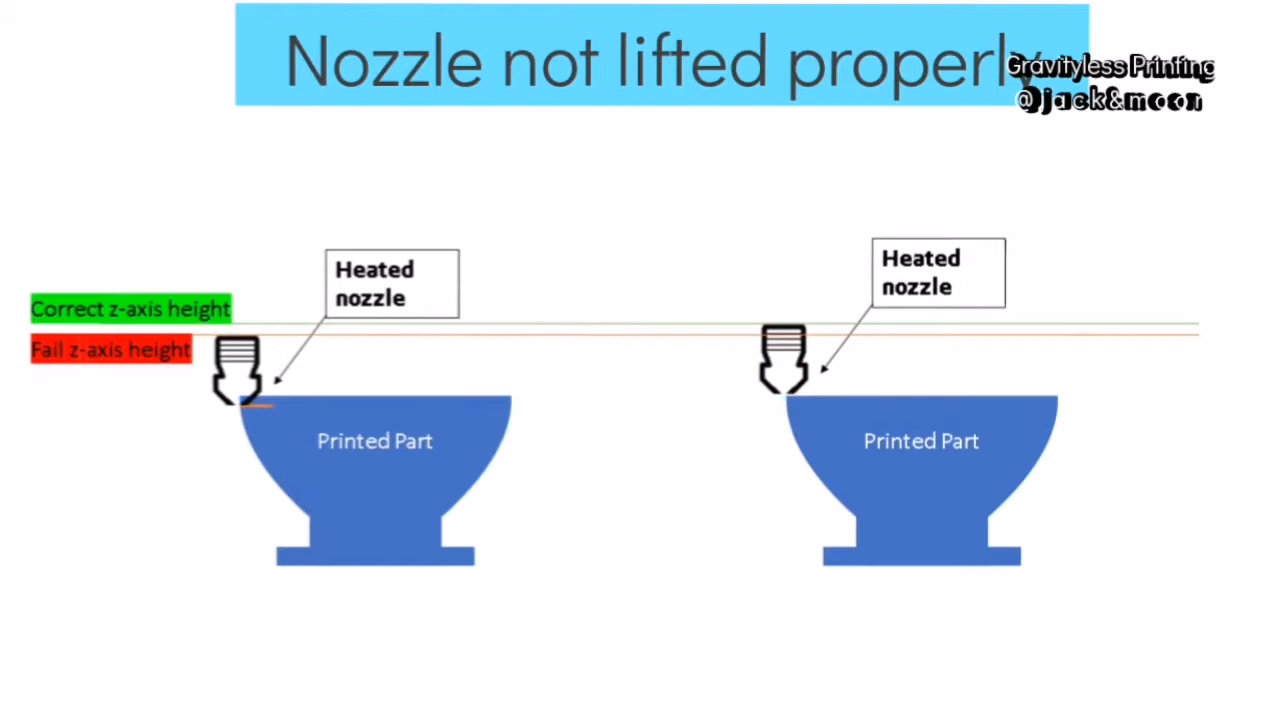 Nozzle not lifted properly
Gravityless Printing
@jack&moon
Heated
nozzle
Heated
nozzle
Correct z-axis height
Fail z-axis height
Printed Part
Printed Part